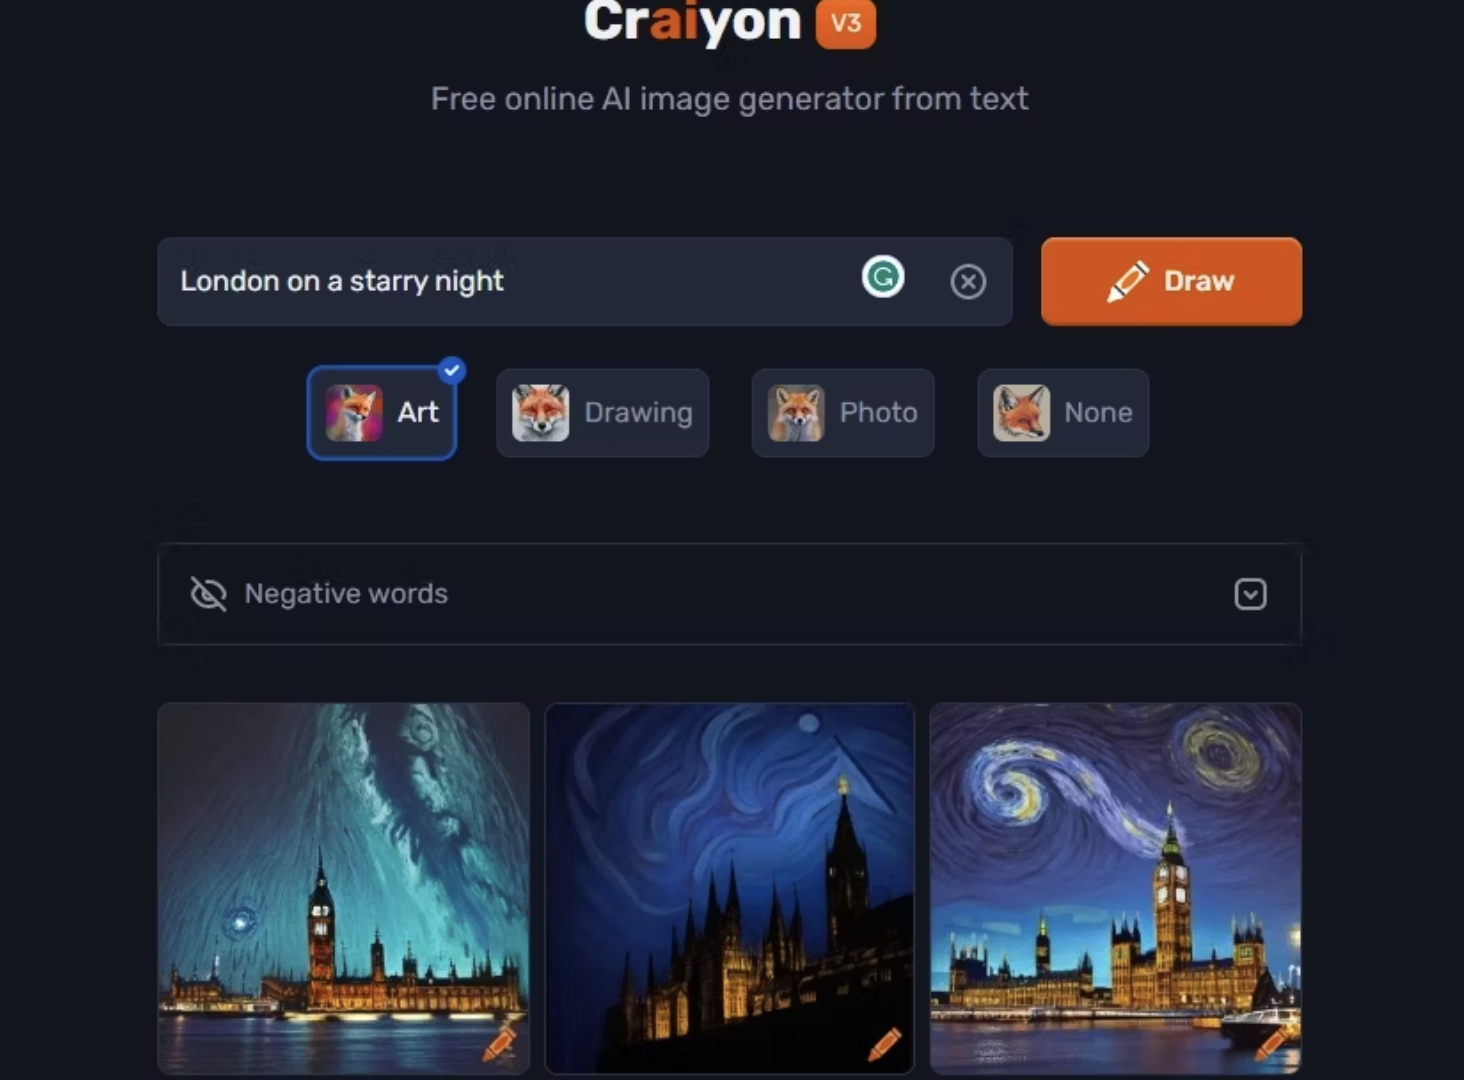 Craiyon V3
Free online AI image generator from text
London on a starry night
Draw
Art
Drawing
Photo
None
Negative words